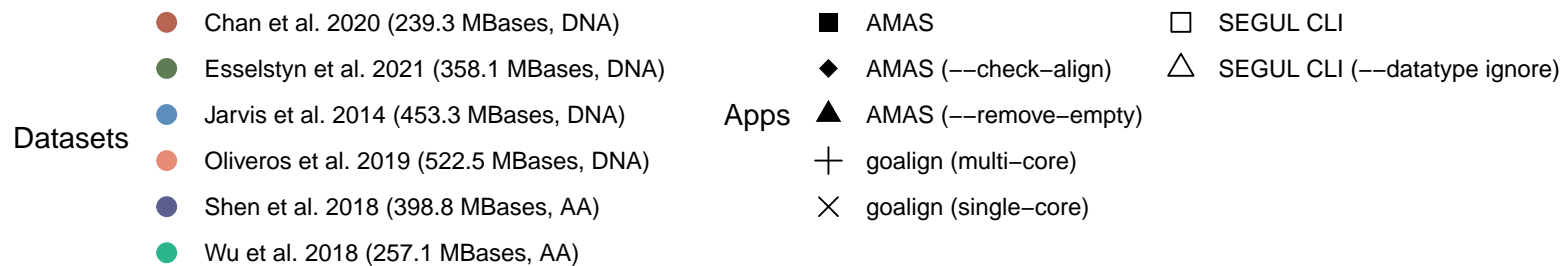 Datasets
Chan et al. 2020 (239.3 MBases, DNA)
Esselstyn et al. 2021 (358.1 MBases, DNA)
Jarvis et al. 2014 (453.3 MBases, DNA)
Oliveros et al. 2019 (522.5 MBases, DNA)
Shen et al. 2018 (398.8 MBases, AA)
Wu et al. 2018 (257.1 MBases, AA)
Apps
AMAS
AMAS (−−check−align)
AMAS (−−remove−empty)
goalign (multi−core)
goalign (single−core)
SEGUL CLI
SEGUL CLI (−−datatype ignore)